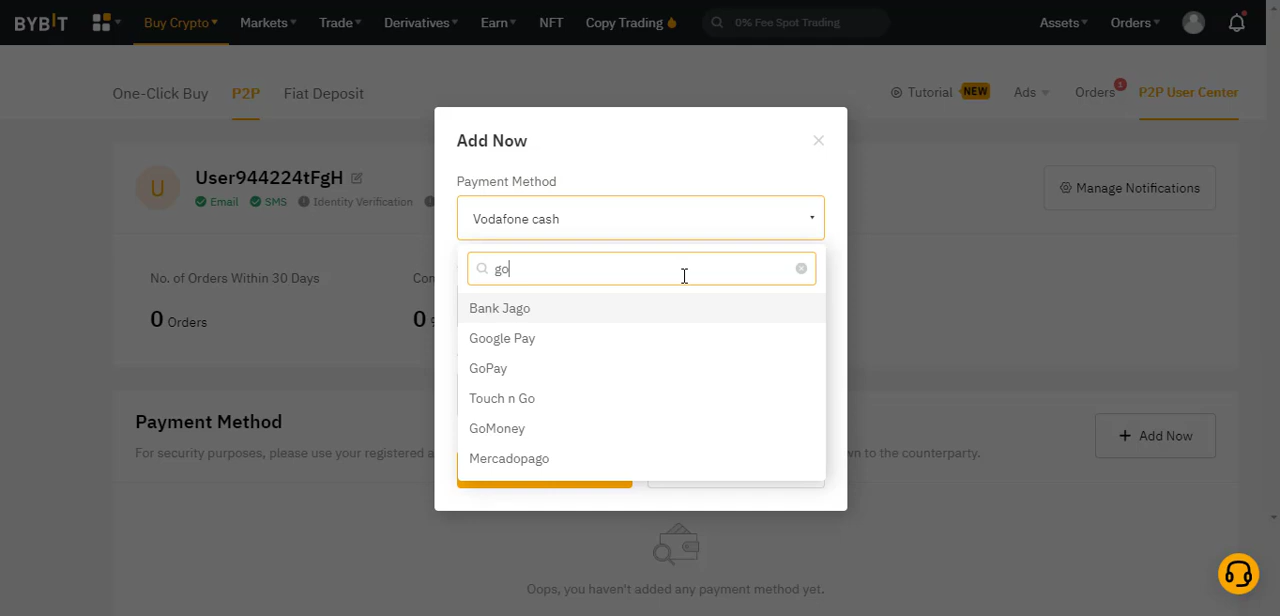 BYBIT Buy Crypto Markets Trade Derivatives Earn NFT Copy Trading 0% Fee Spot Trading Assets Orders
One-Click Buy P2P Fiat Deposit Tutorial NEW Ads Orders 1 P2P User Center
Add Now
U User944224tFgH
Email SMS Identity Verification
Payment Method
Manage Notifications
Vodafone cash
go
No. of Orders Within 30 Days
0 Orders 0
Bank Jago
Google Pay
GoPay
Touch n Go
GoMoney
Mercadopago
Payment Method
For security purposes, please use your registered
to the counterparty.
+ Add Now
Oops, you haven't added any payment method yet.